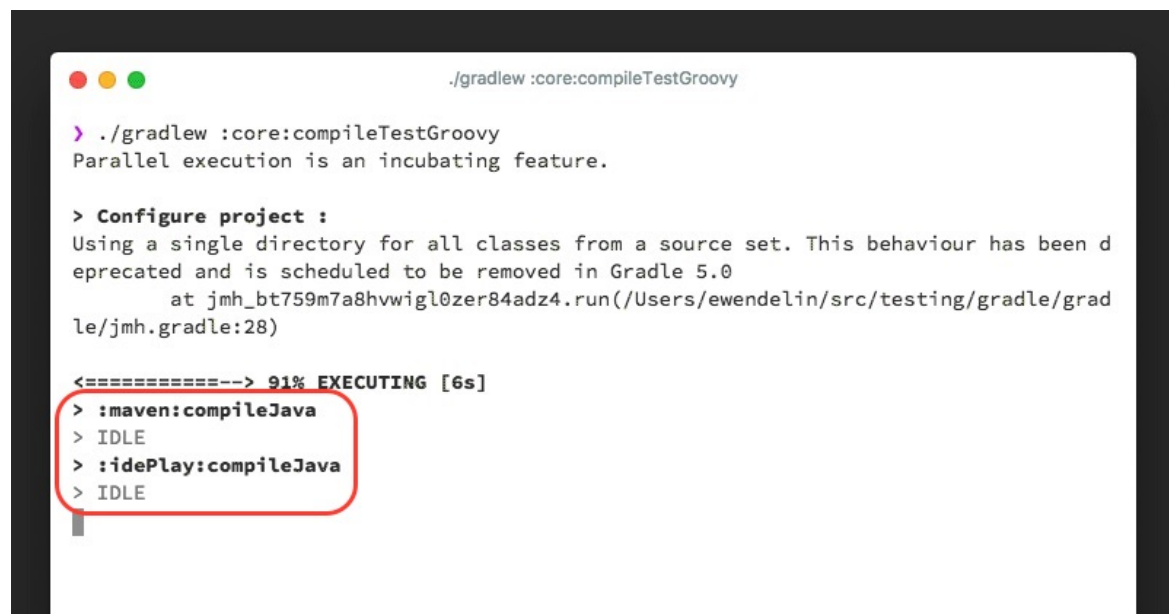 ./gradlew :core:compileTestGroovy
❯ ./gradlew :core:compileTestGroovy
Parallel execution is an incubating feature.
> Configure project :
Using a single directory for all classes from a source set. This behaviour has been d
eprecated and is scheduled to be removed in Gradle 5.0
at jmh_bt759m7a8hvwigl0zer84adz4.run(/Users/ewendelin/src/testing/gradle/grad
le/jmh.gradle:28)
<===========--> 91% EXECUTING [6s]
> :maven:compileJava
> IDLE
> :idePlay:compileJava
> IDLE